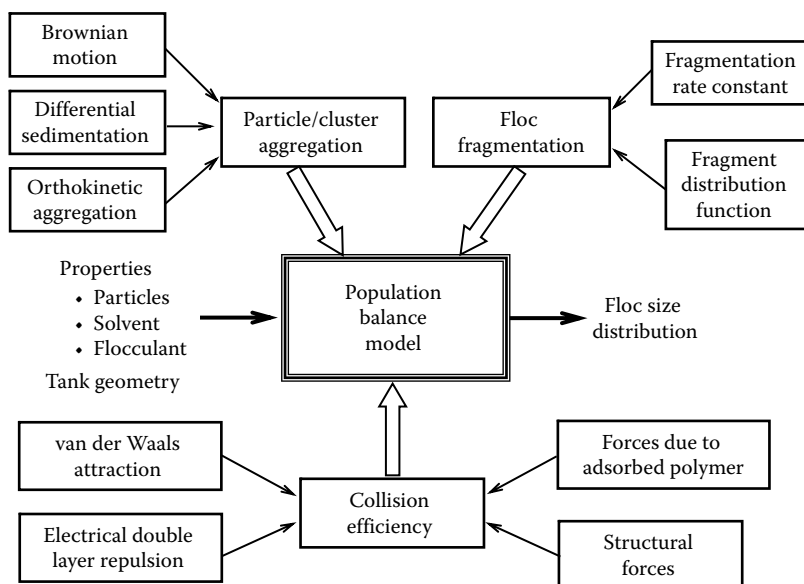 Brownian
motion
Differential
sedimentation
Orthokinetic
aggregation
Particle/cluster
aggregation
Floc
fragmentation
Fragmentation
rate constant
Fragment
distribution
function
Properties
• Particles
• Solvent
• Flocculant
Tank geometry
Population
balance
model
Floc size
distribution
van der Waals
attraction
Electrical double
layer repulsion
Collision
efficiency
Forces due to
adsorbed polymer
Structural
forces